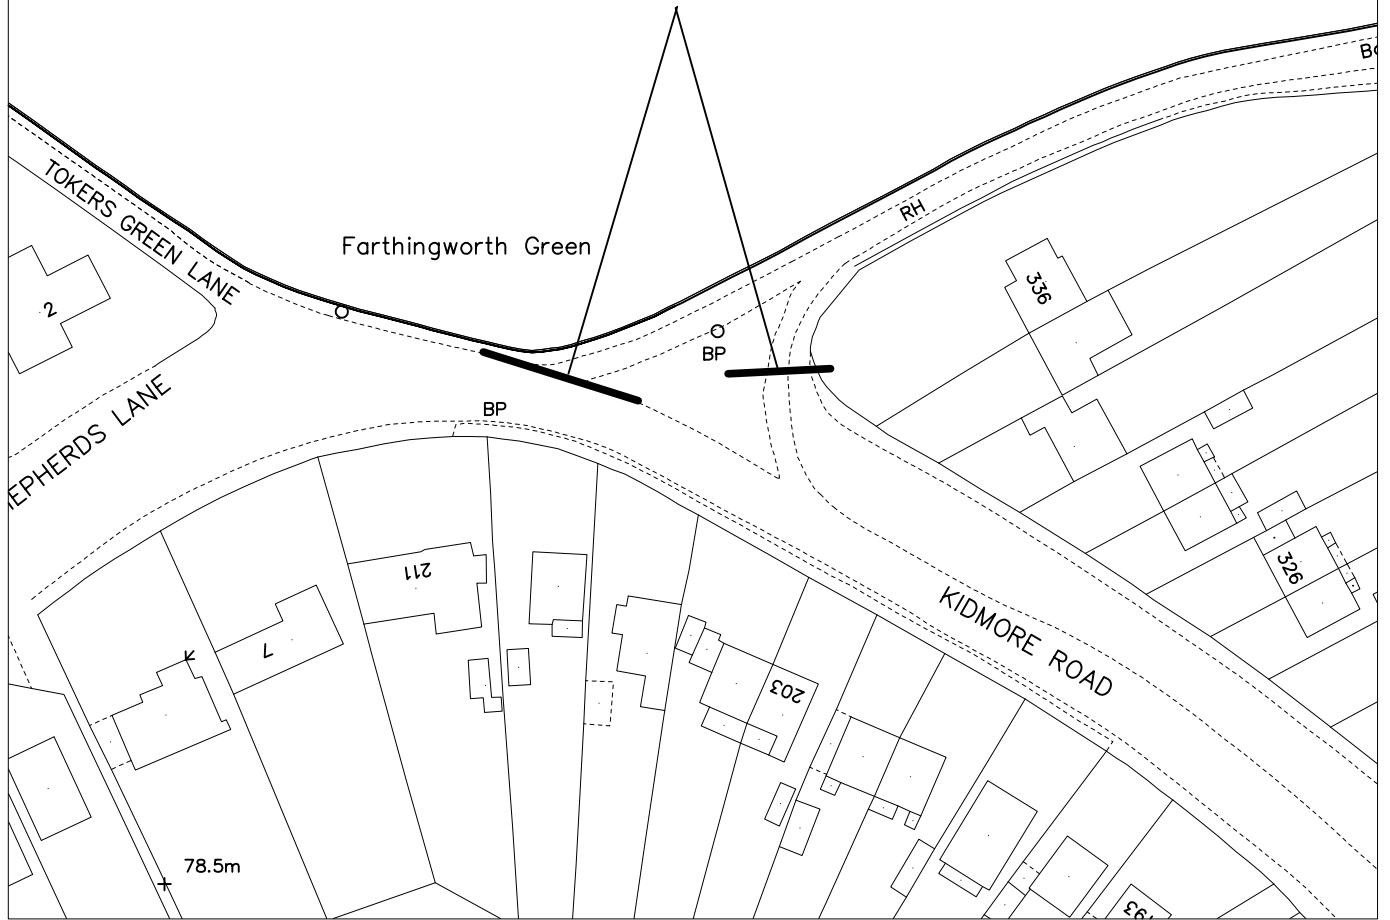 Bo
TOKERS GREEN LANE
RH
Farthingworth Green
336
2
BP
EPHERDS LANE
BP
211
326
7
KIDMORE ROAD
203
78.5m
193